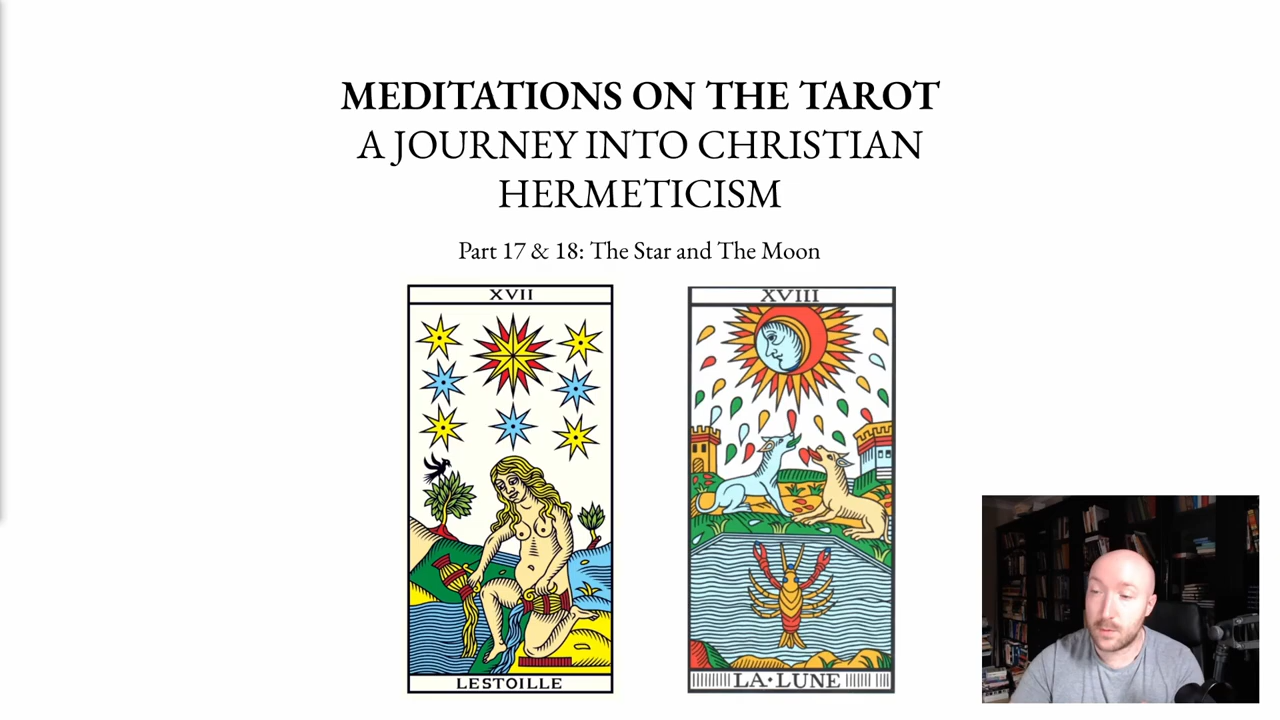 MEDITATIONS ON THE TAROT
A JOURNEY INTO CHRISTIAN
HERMETICISM
Part 17 & 18: The Star and The Moon
XVII
XVIII
LESTOILLE
LA·LUNE